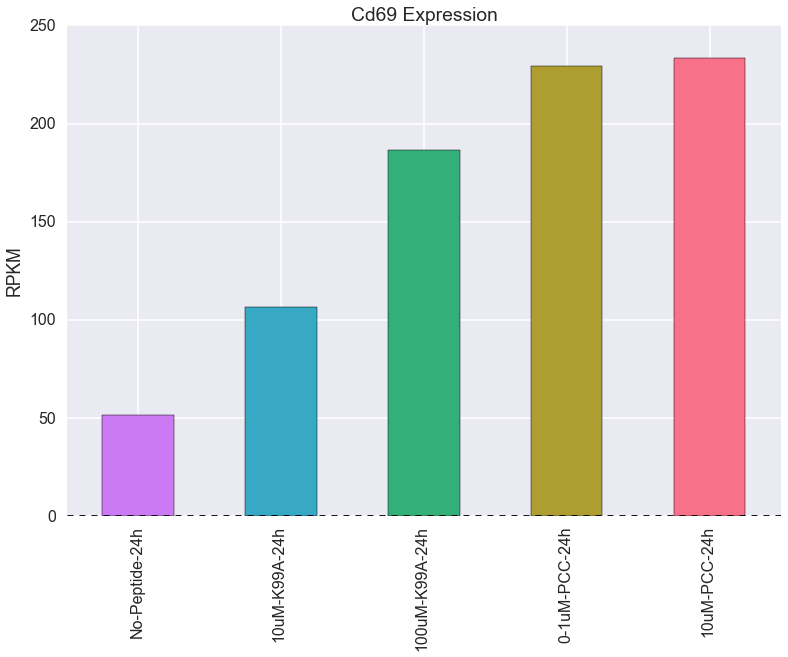 Cd69 Expression
RPKM
250
200
150
100
50
0
No-Peptide-24h
10uM-K99A-24h
100uM-K99A-24h
0-1uM-PCC-24h
10uM-PCC-24h